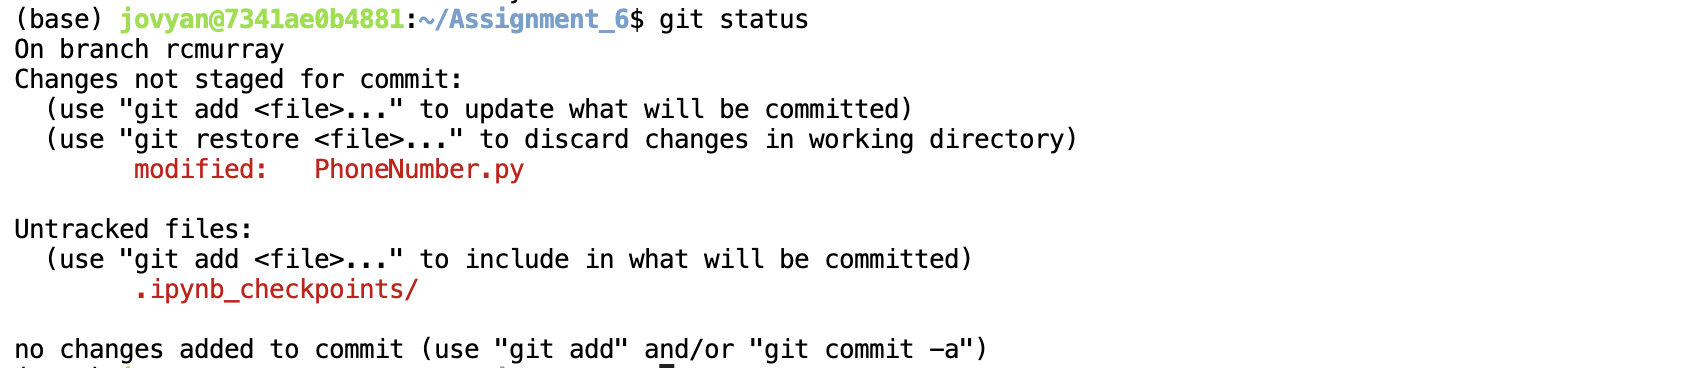 (base) jovyan@7341ae0b4881:~/Assignment_6$ git status
On branch rcmurray
Changes not staged for commit:
  (use "git add <file>..." to update what will be committed)
  (use "git restore <file>..." to discard changes in working directory)
        modified:   PhoneNumber.py

Untracked files:
  (use "git add <file>..." to include in what will be committed)
        .ipynb_checkpoints/

no changes added to commit (use "git add" and/or "git commit -a")